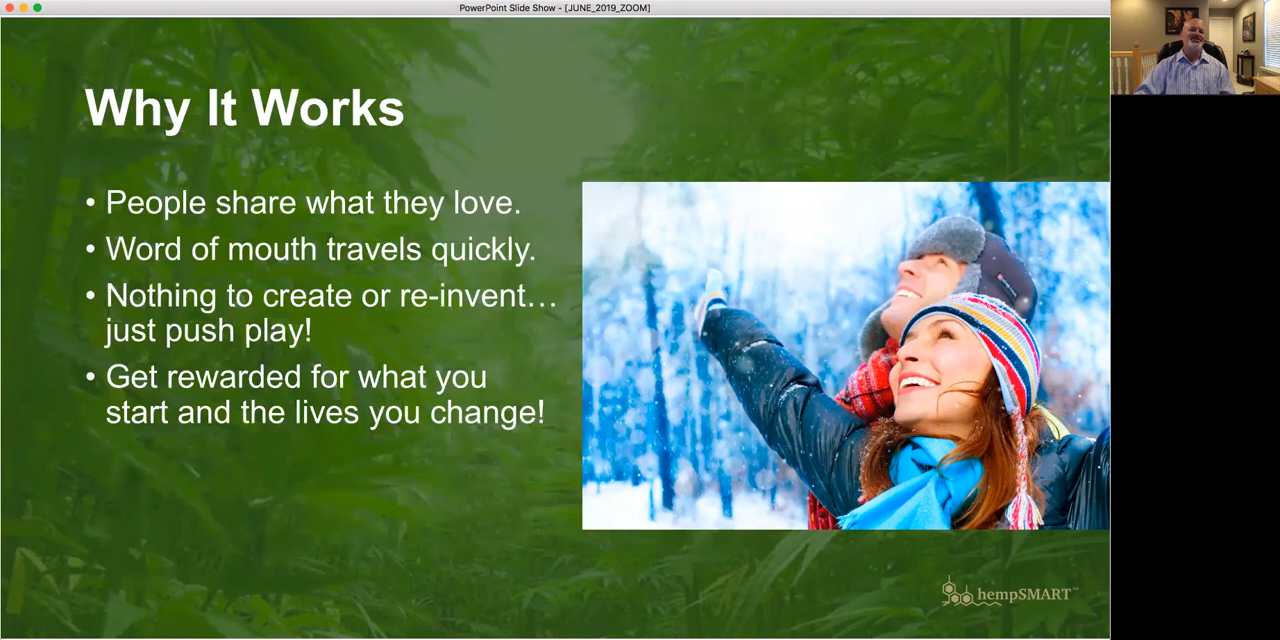 PowerPoint Slide Show - [JUNE_2019_ZOOM]
Why It Works
• People share what they love.
• Word of mouth travels quickly.
• Nothing to create or re-invent…
just push play!
• Get rewarded for what you
start and the lives you change!
hempSMART™